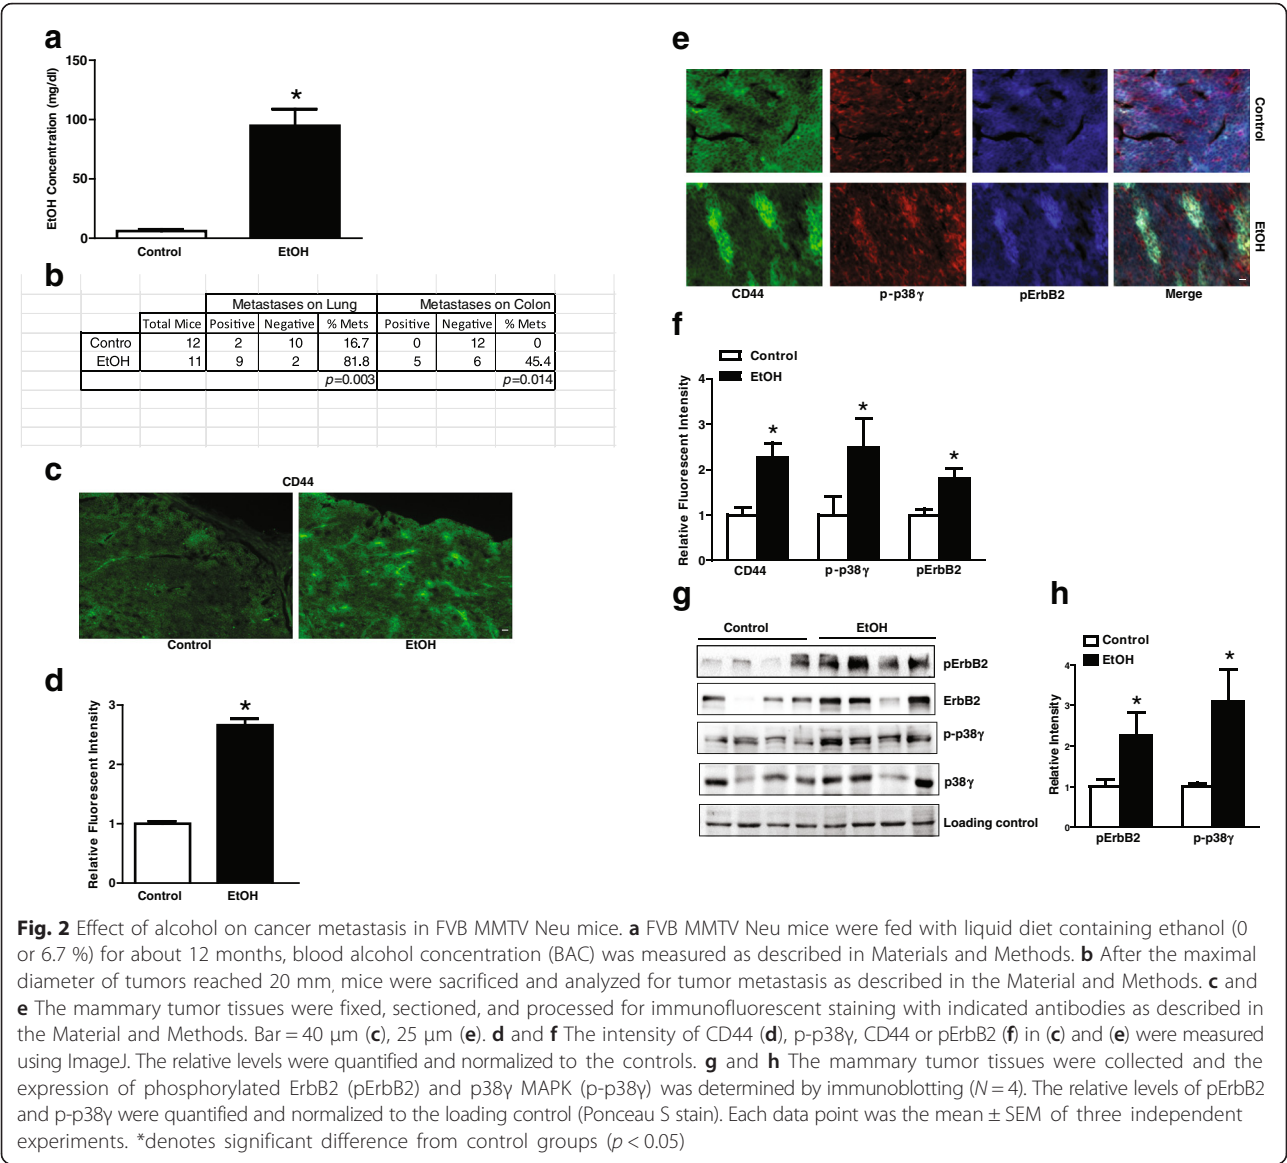 a
150
100
50
0
EtOH Concentration (mg/dl)
*
Control EtOH
b
Metastases on Lung Metastases on Colon
Total Mice Positive Negative % Mets Positive Negative % Mets
Contro 12 2 10 16.7 0 12 0
EtOH 11 9 2 81.8 5 6 45.4
p=0.003 p=0.014
c
CD44
Control EtOH
d
3
2
1
0
Relative Fluorescent Intensity
*
Control EtOH
e
Control
EtOH
CD44 p-p38γ pErbB2 Merge
f
Control
EtOH
4
3
2
1
0
Relative Fluorescent Intensity
* * *
CD44 p-p38γ pErbB2
g
Control EtOH
pErbB2
ErbB2
p-p38γ
p38γ
Loading control
h
Control
EtOH
4
3
2
1
0
Relative Intensity
* *
pErbB2 p-p38γ
Fig. 2 Effect of alcohol on cancer metastasis in FVB MMTV Neu mice. a FVB MMTV Neu mice were fed with liquid diet containing ethanol (0
or 6.7 %) for about 12 months, blood alcohol concentration (BAC) was measured as described in Materials and Methods. b After the maximal
diameter of tumors reached 20 mm, mice were sacrificed and analyzed for tumor metastasis as described in the Material and Methods. c and
e The mammary tumor tissues were fixed, sectioned, and processed for immunofluorescent staining with indicated antibodies as described in
the Material and Methods. Bar = 40 μm (c), 25 μm (e). d and f The intensity of CD44 (d), p-p38γ, CD44 or pErbB2 (f) in (c) and (e) were measured
using ImageJ. The relative levels were quantified and normalized to the controls. g and h The mammary tumor tissues were collected and the
expression of phosphorylated ErbB2 (pErbB2) and p38γ MAPK (p-p38γ) was determined by immunoblotting (N = 4). The relative levels of pErbB2
and p-p38γ were quantified and normalized to the loading control (Ponceau S stain). Each data point was the mean ± SEM of three independent
experiments. *denotes significant difference from control groups (p < 0.05)